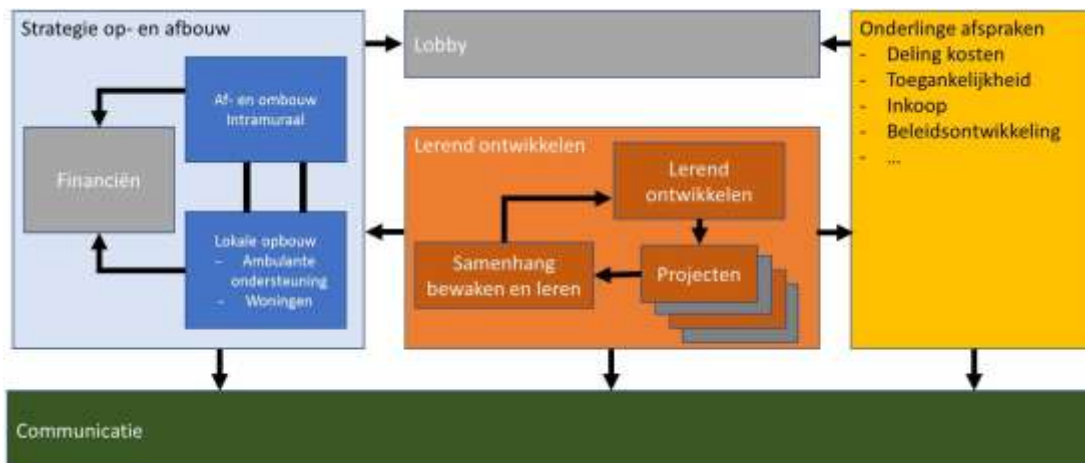 Strategie op- en afbouw
Af- en ombouw
Intramuraal
Financiën
Lokale opbouw
- Ambulante
ondersteuning
- Woningen
Lobby
Lerend ontwikkelen
Lerend
ontwikkelen
Samenhang
bewaken en leren
Projecten
Onderlinge afspraken
- Deling kosten
- Toegankelijkheid
- Inkoop
- Beleidsontwikkeling
- ...
Communicatie